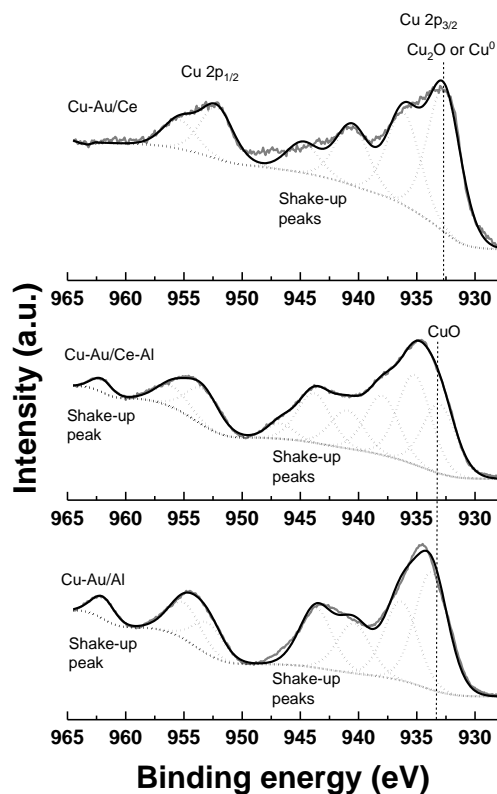 Cu 2p3/2
Cu 2p1/2
Cu2O or Cu0
Cu-Au/Ce
Shake-up
peaks
965 960 955 950 945 940 935 930
CuO
Cu-Au/Ce-Al
Shake-up
peak
Shake-up
peaks
965 960 955 950 945 940 935 930
Cu-Au/Al
Shake-up
peak
Shake-up
peaks
965 960 955 950 945 940 935 930
Intensity (a.u.)
Binding energy (eV)